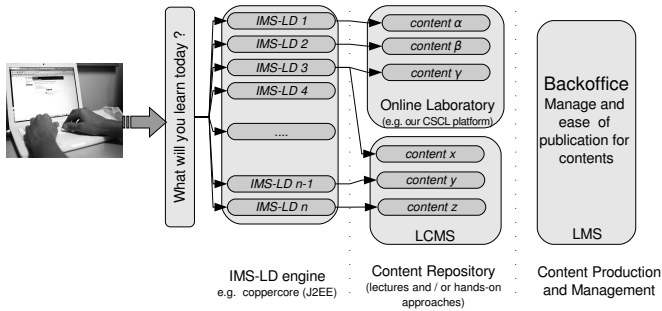 What will you learn today ?
IMS-LD 1
IMS-LD 2
IMS-LD 3
IMS-LD 4
....
IMS-LD n-1
IMS-LD n
content α
content β
content γ
Online Laboratory
(e.g. our CSCL platform)
content x
content y
content z
LCMS
Backoffice
Manage and
ease of
publication for
contents
LMS
IMS-LD engine
e.g. coppercore (J2EE)
Content Repository
(lectures and / or hands-on
approaches)
Content Production
and Management